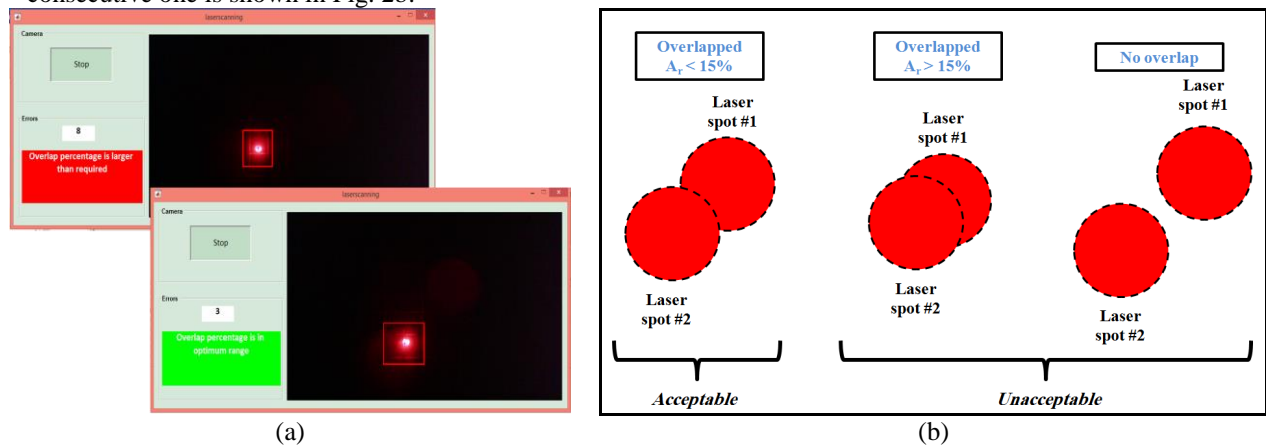 consecutive one is shown in Fig. 2b.
laserscanning
Camera
Stop
Errors
8
Overlap percentage is larger
than required
laserscanning
Camera
Stop
Errors
3
Overlap percentage is in
optimum range
(a)
Overlapped
Aᵣ < 15%
Overlapped
Aᵣ > 15%
No overlap
Laser
spot #1
Laser
spot #2
Laser
spot #1
Laser
spot #2
Laser
spot #1
Laser
spot #2
Acceptable
Unacceptable
(b)